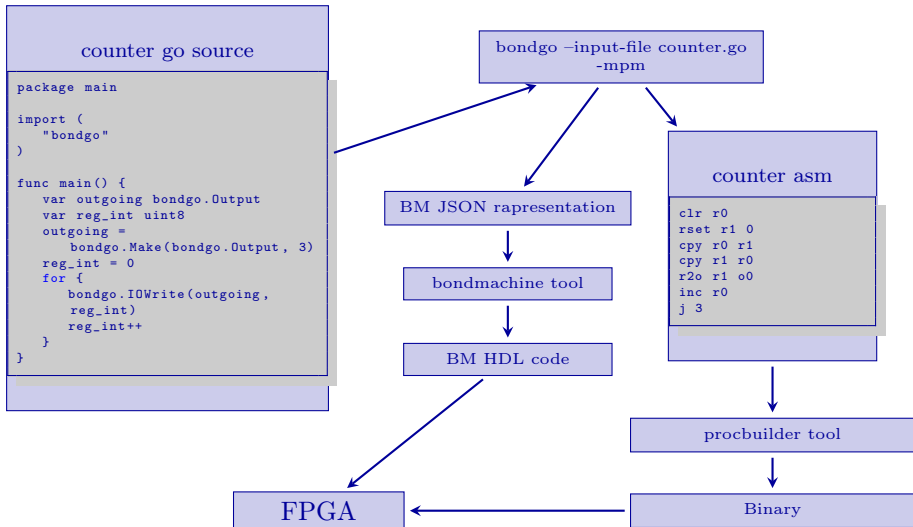 counter go source
package main
import (
"bondgo"
)
func main() {
var outgoing bondgo.Output
var reg_int uint8
outgoing =
bondgo.Make(bondgo.Output, 3)
reg_int = 0
for {
bondgo.IOWrite(outgoing,
reg_int)
reg_int++
}
}
bondgo –input-file counter.go
-mpm
BM JSON rapresentation
bondmachine tool
BM HDL code
counter asm
clr r0
rset r1 0
cpy r0 r1
cpy r1 r0
r2o r1 o0
inc r0
j 3
procbuilder tool
Binary
FPGA